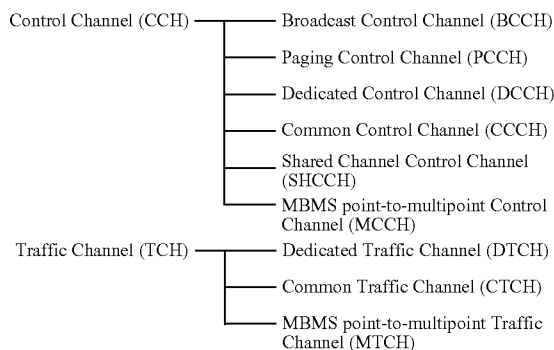 Control Channel (CCH)
Broadcast Control Channel (BCCH)
Paging Control Channel (PCCH)
Dedicated Control Channel (DCCH)
Common Control Channel (CCCH)
Shared Channel Control Channel
(SHCCH)
MBMS point-to-multipoint Control
Channel (MCCH)
Traffic Channel (TCH)
Dedicated Traffic Channel (DTCH)
Common Traffic Channel (CTCH)
MBMS point-to-multipoint Traffic
Channel (MTCH)